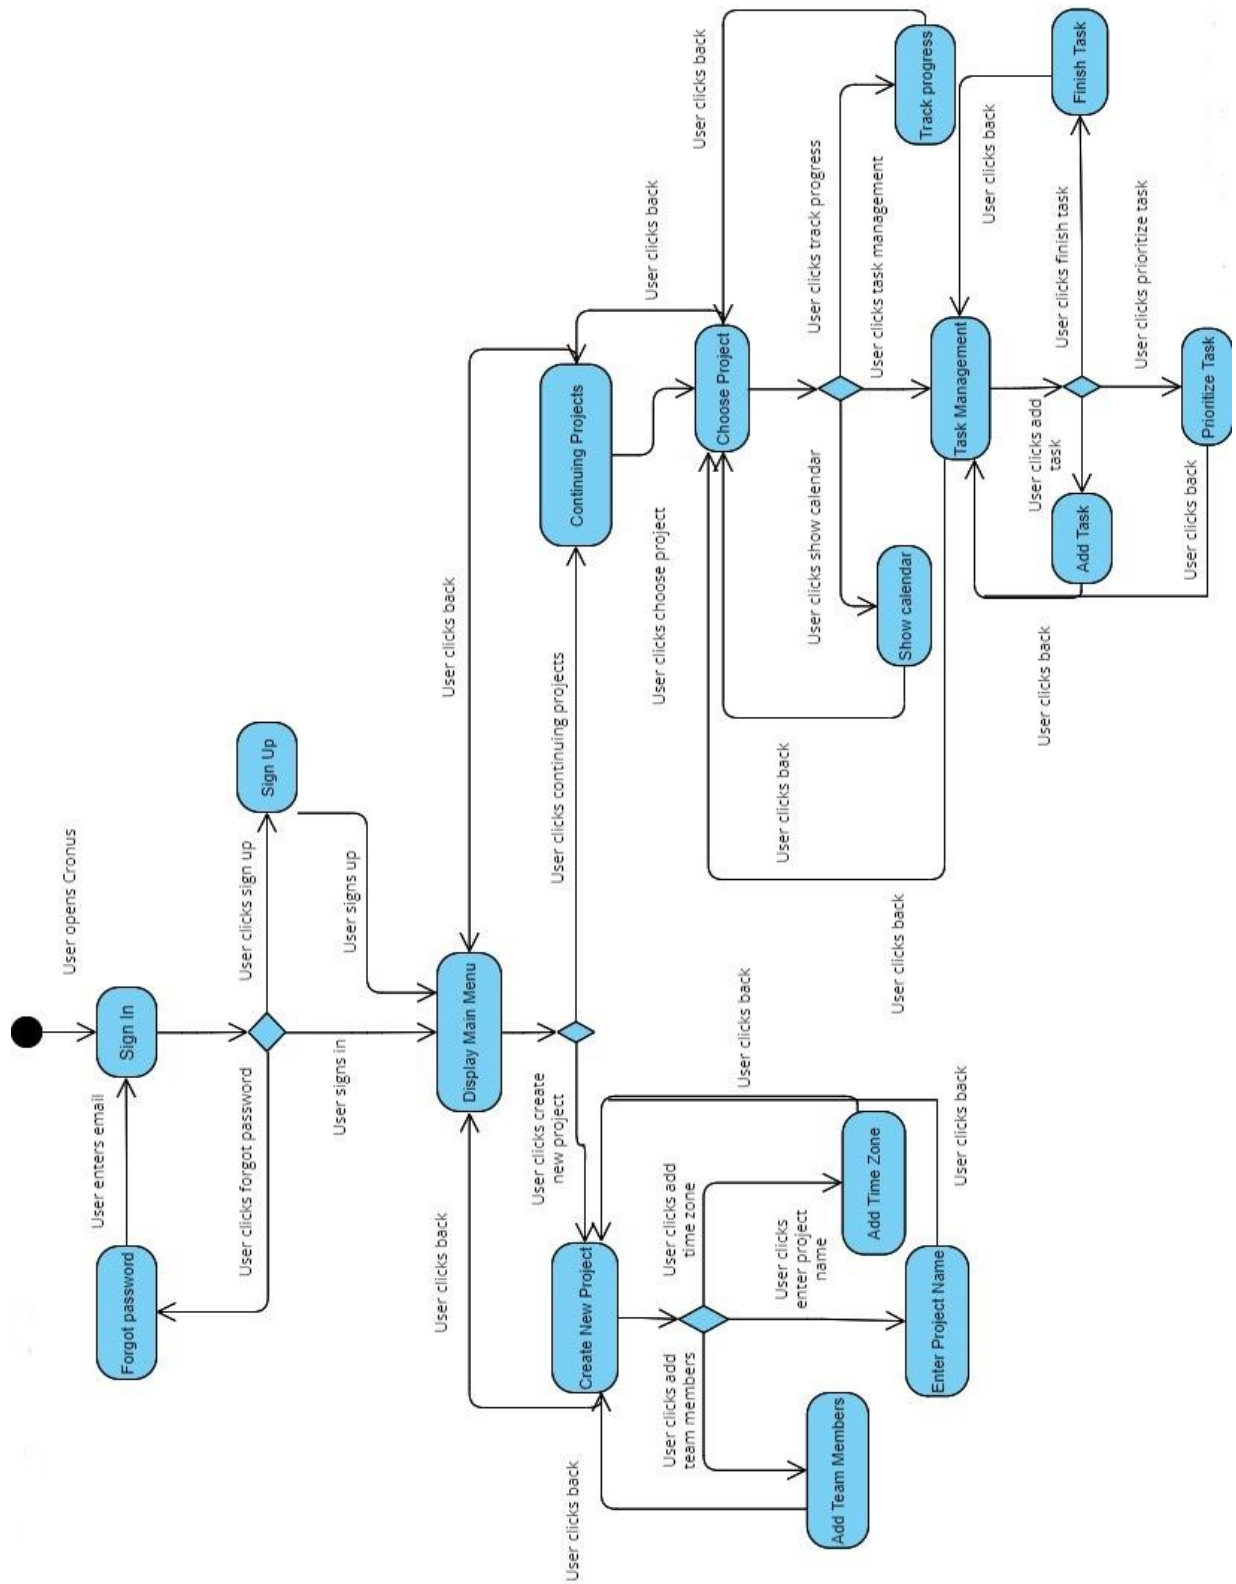 User opens Cronus
Sign In
User enters email
Forgot password
User clicks forgot password
User clicks sign up
Sign Up
User signs up
User signs in
Display Main Menu
User clicks back
User clicks back
User clicks create
new project
User clicks continuing projects
Create New Project
Continuing Projects
User clicks back
User clicks choose project
Choose Project
User clicks back
User clicks add
team members
User clicks add
time zone
User clicks back
User clicks
enter project
name
Add Team Members
Add Time Zone
Enter Project Name
User clicks back
User clicks back
User clicks show calendar
User clicks track progress
User clicks task management
Show calendar
Track progress
User clicks back
User clicks back
Task Management
User clicks back
User clicks add
task
User clicks finish task
User clicks prioritize task
Add Task
Finish Task
Prioritize Task
User clicks back
User clicks back